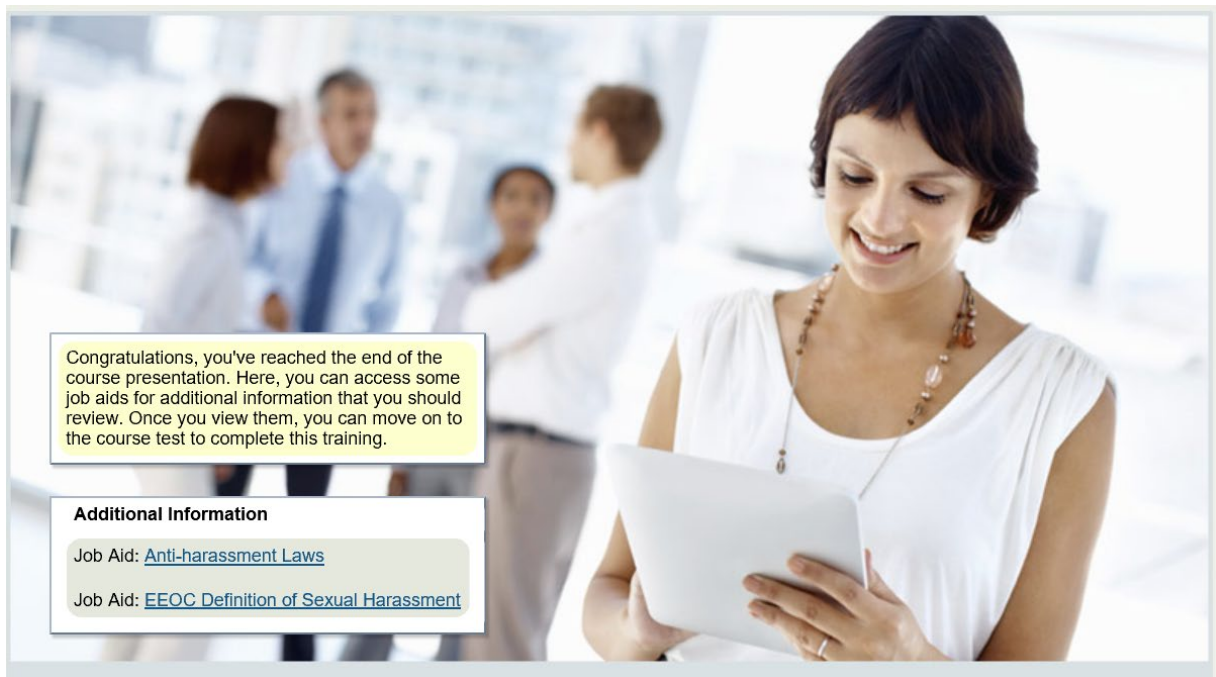 Congratulations, you've reached the end of the
course presentation. Here, you can access some
job aids for additional information that you should
review. Once you view them, you can move on to
the course test to complete this training.
Additional Information
Job Aid: Anti-harassment Laws
Job Aid: EEOC Definition of Sexual Harassment